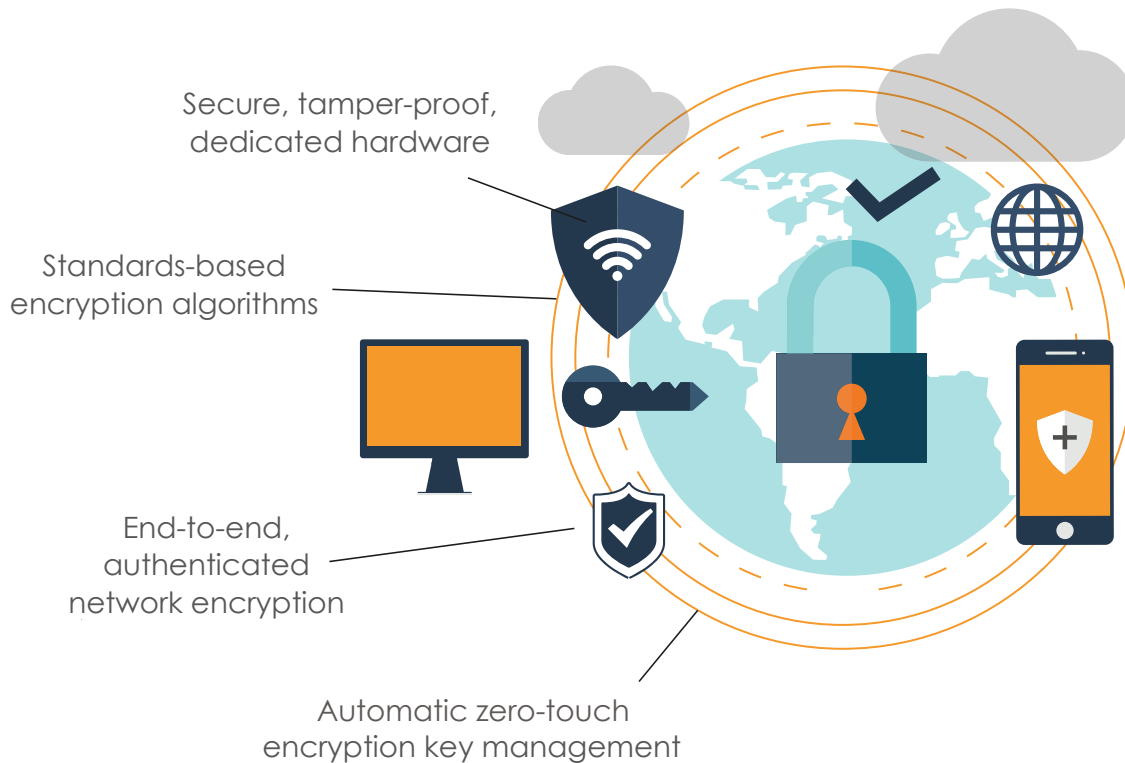 Secure, tamper-proof,
dedicated hardware
Standards-based
encryption algorithms
End-to-end,
authenticated
network encryption
Automatic zero-touch
encryption key management